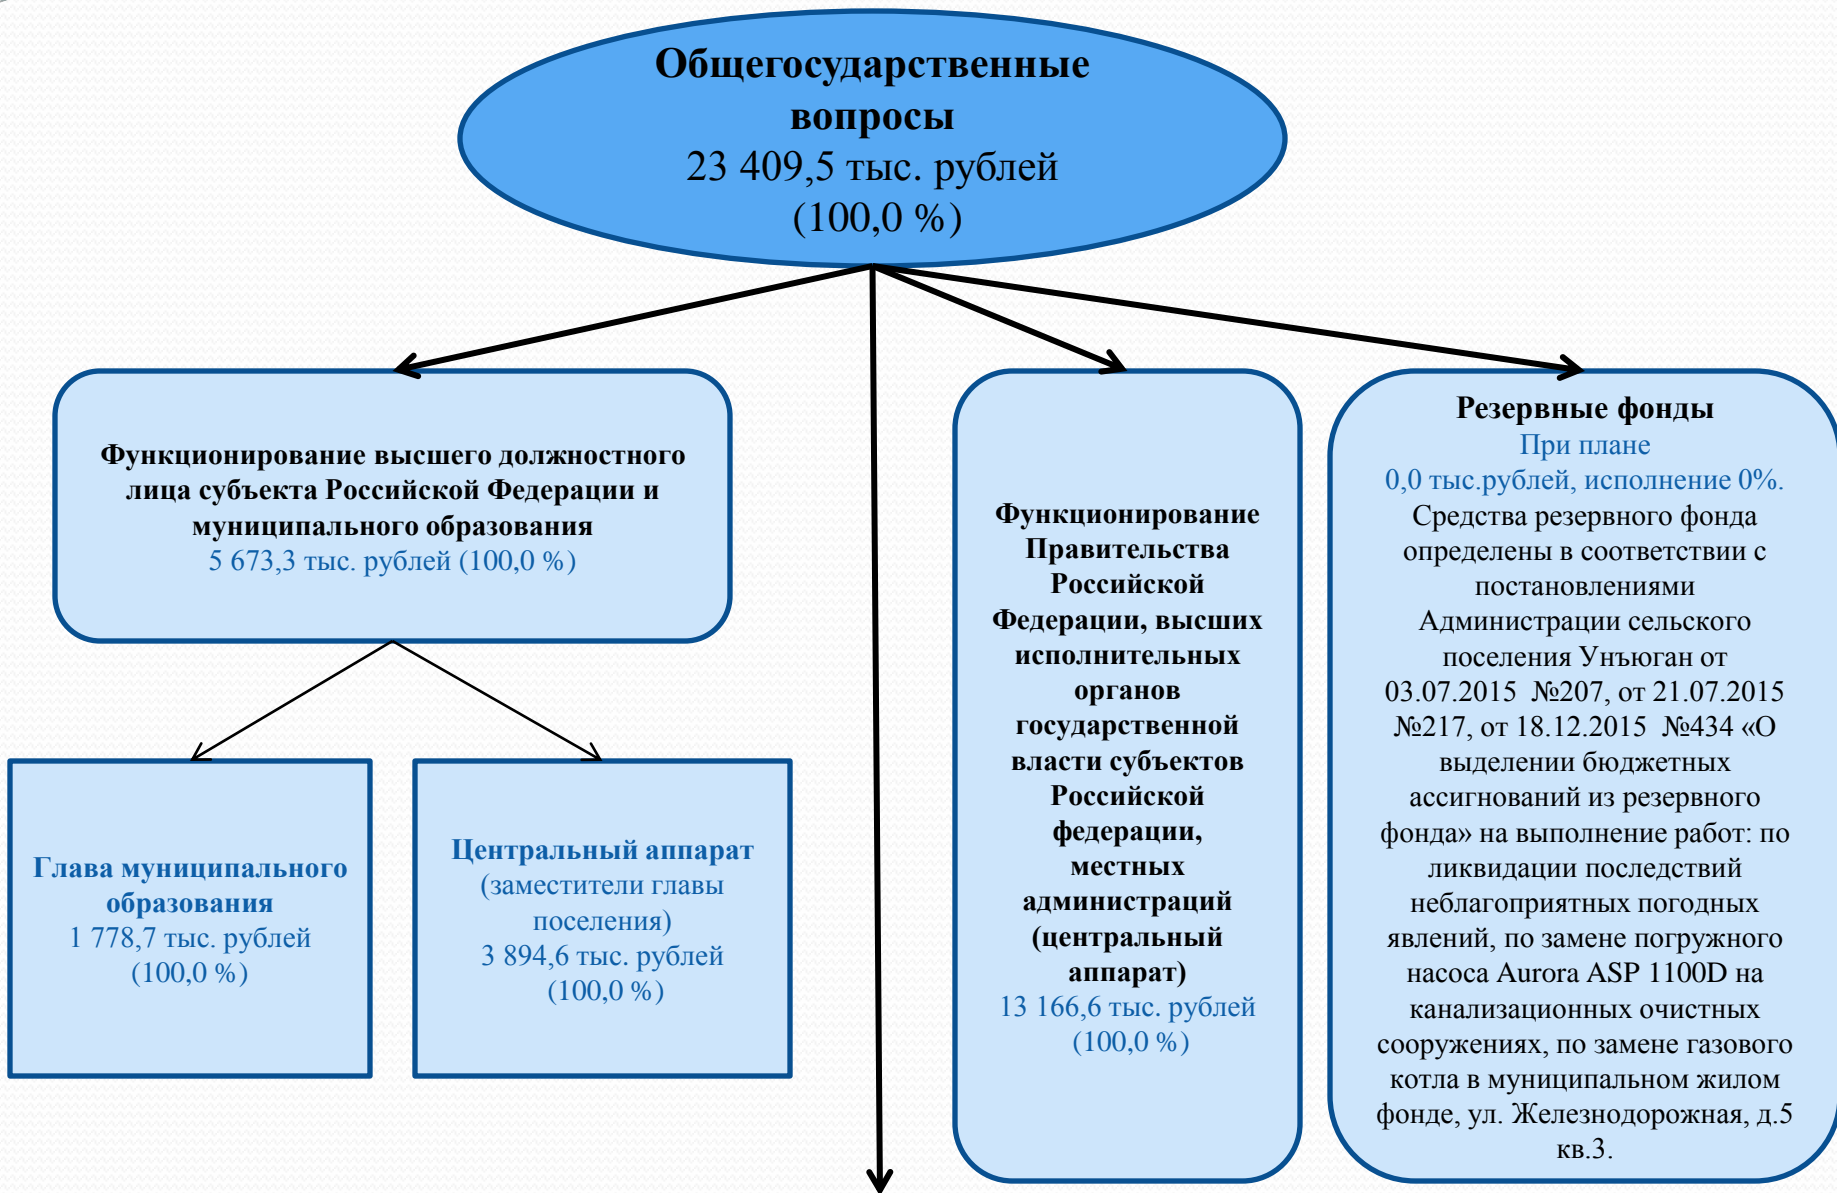 Общегосударственные
вопросы
23 409,5 тыс. рублей
(100,0 %)
Функционирование высшего должностного
лица субъекта Российской Федерации и
муниципального образования
5 673,3 тыс. рублей (100,0 %)
Глава муниципального
образования
1 778,7 тыс. рублей
(100,0 %)
Центральный аппарат
(заместители главы
поселения)
3 894,6 тыс. рублей
(100,0 %)
Функционирование
Правительства
Российской
Федерации, высших
исполнительных
органов
государственной
власти субъектов
Российской
федерации,
местных
администраций
(центральный
аппарат)
13 166,6 тыс. рублей
(100,0 %)
Резервные фонды
При плане
0,0 тыс.рублей, исполнение 0%.
Средства резервного фонда
определены в соответствии с
постановлениями
Администрации сельского
поселения Унъюган от
03.07.2015 №207, от 21.07.2015
№217, от 18.12.2015 №434 «О
выделении бюджетных
ассигнований из резервного
фонда» на выполнение работ: по
ликвидации последствий
неблагоприятных погодных
явлений, по замене погружного
насоса Aurora ASP 1100D на
канализационных очистных
сооружениях, по замене газового
котла в муниципальном жилом
фонде, ул. Железнодорожная, д.5
кв.3.